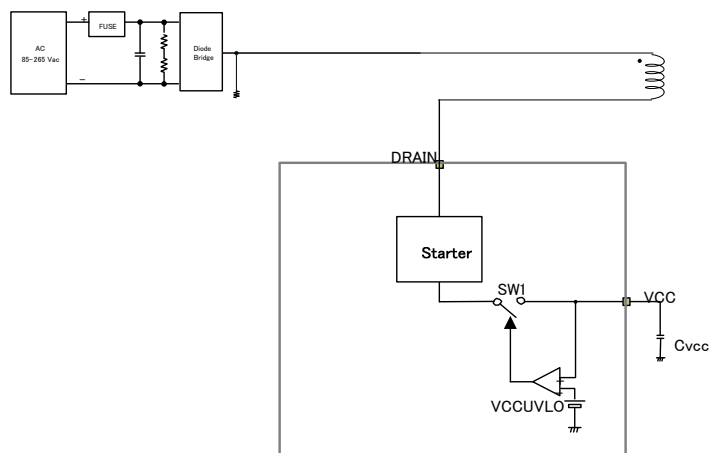 AC
85-265 Vac
+
FUSE
−
Diode
Bridge
DRAIN
Starter
SW1
VCC
Cvcc
+
VCCUVLO